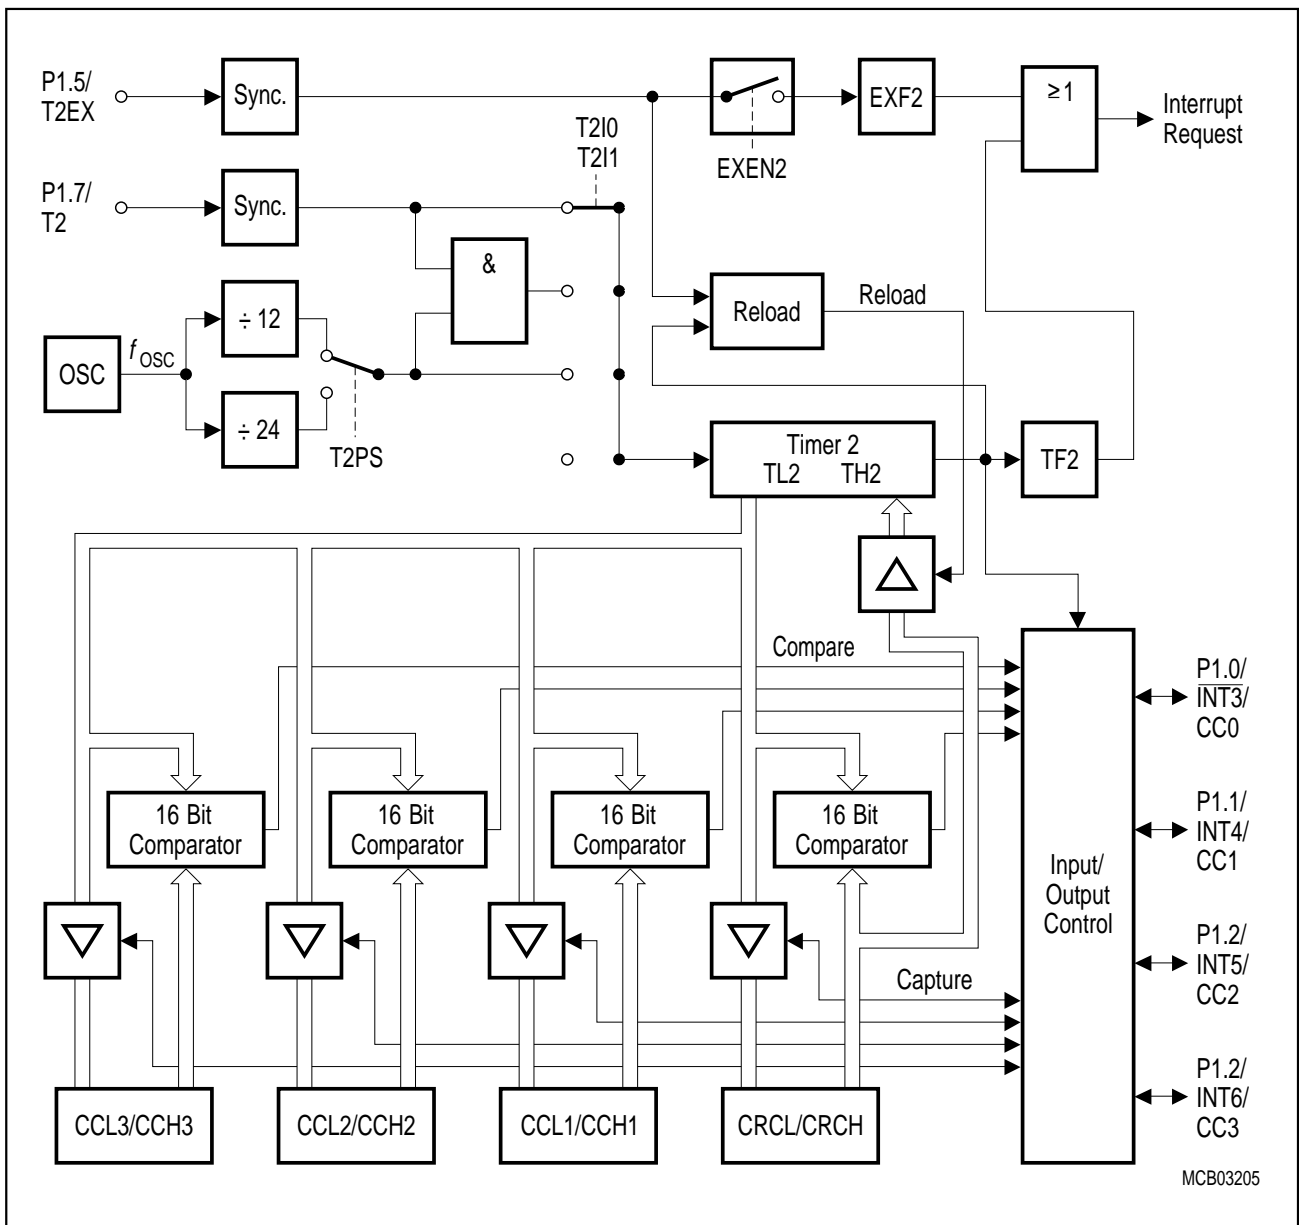 P1.5/
T2EX
Sync.
EXEN2
EXF2
≥ 1
Interrupt
Request
T2I0
T2I1
P1.7/
T2
Sync.
&
Reload
Reload
÷ 12
OSC
f OSC
÷ 24
T2PS
Timer 2
TL2 TH2
TF2
Compare
P1.0/
INT3/
CC0
16 Bit
Comparator
16 Bit
Comparator
16 Bit
Comparator
16 Bit
Comparator
P1.1/
INT4/
CC1
Input/
Output
Control
P1.2/
INT5/
CC2
Capture
P1.2/
INT6/
CC3
CCL3/CCH3
CCL2/CCH2
CCL1/CCH1
CRCL/CRCH
MCB03205